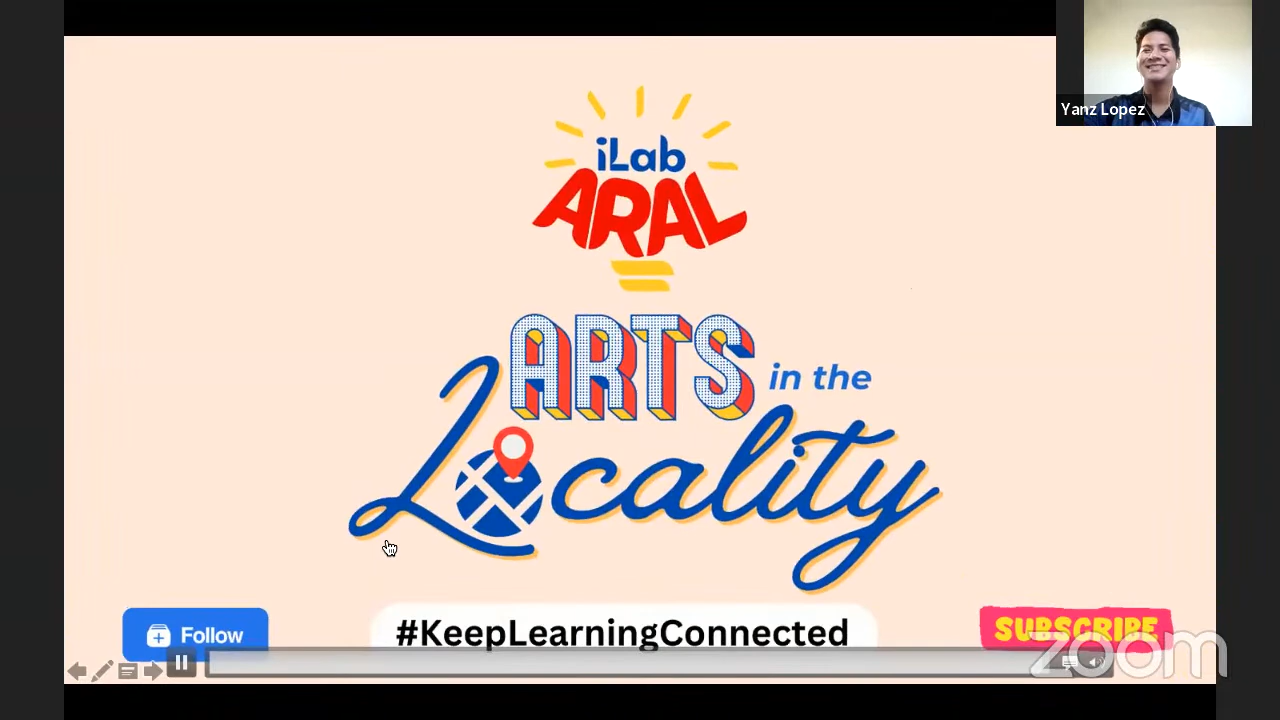 Yanz Lopez
iLab
ARAL
ARTS in the
Locality
Follow
#KeepLearningConnected
SUBSCRIBE
zoom